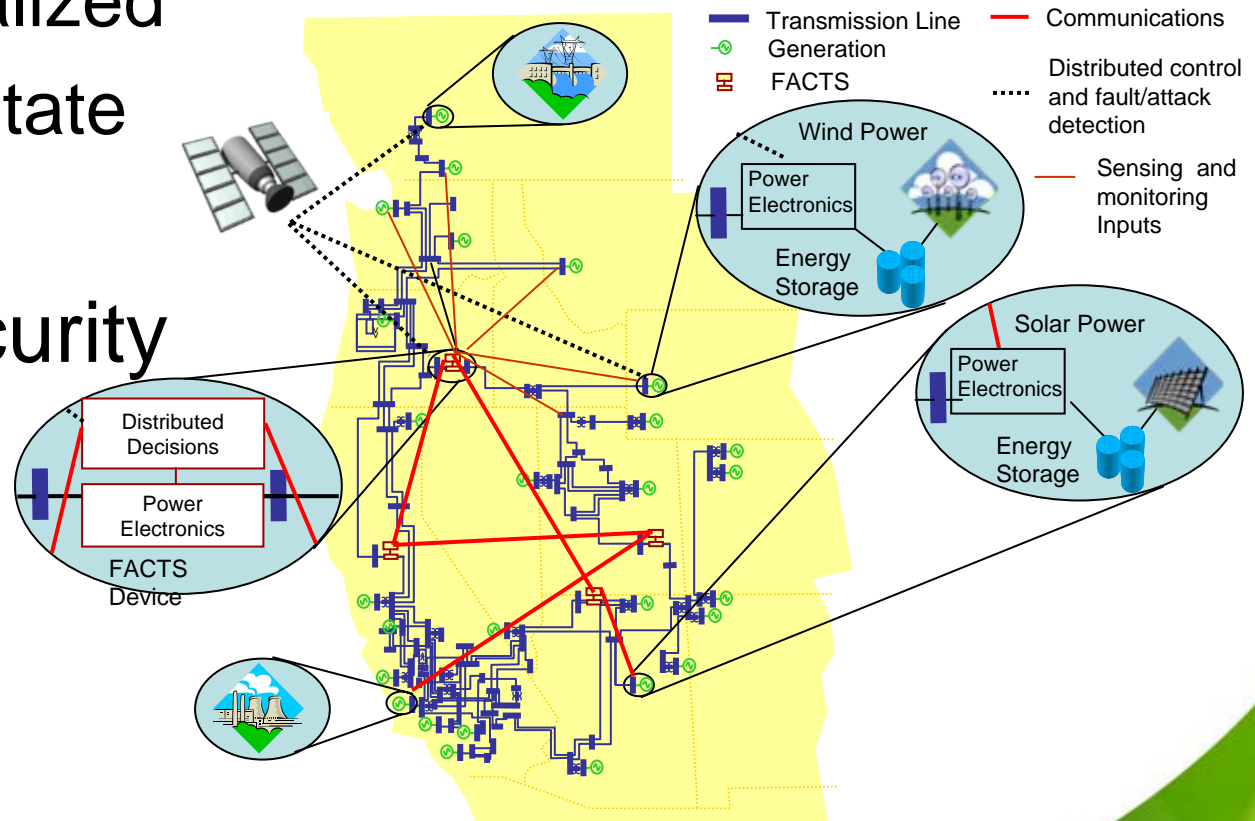 alized
tate
curity
Transmission Line
Generation
FACTS
Communications
Distributed control
and fault/attack
detection
Sensing and
monitoring
Inputs
Wind Power
Power
Electronics
Energy
Storage
Solar Power
Power
Electronics
Energy
Storage
Distributed
Decisions
Power
Electronics
FACTS
Device